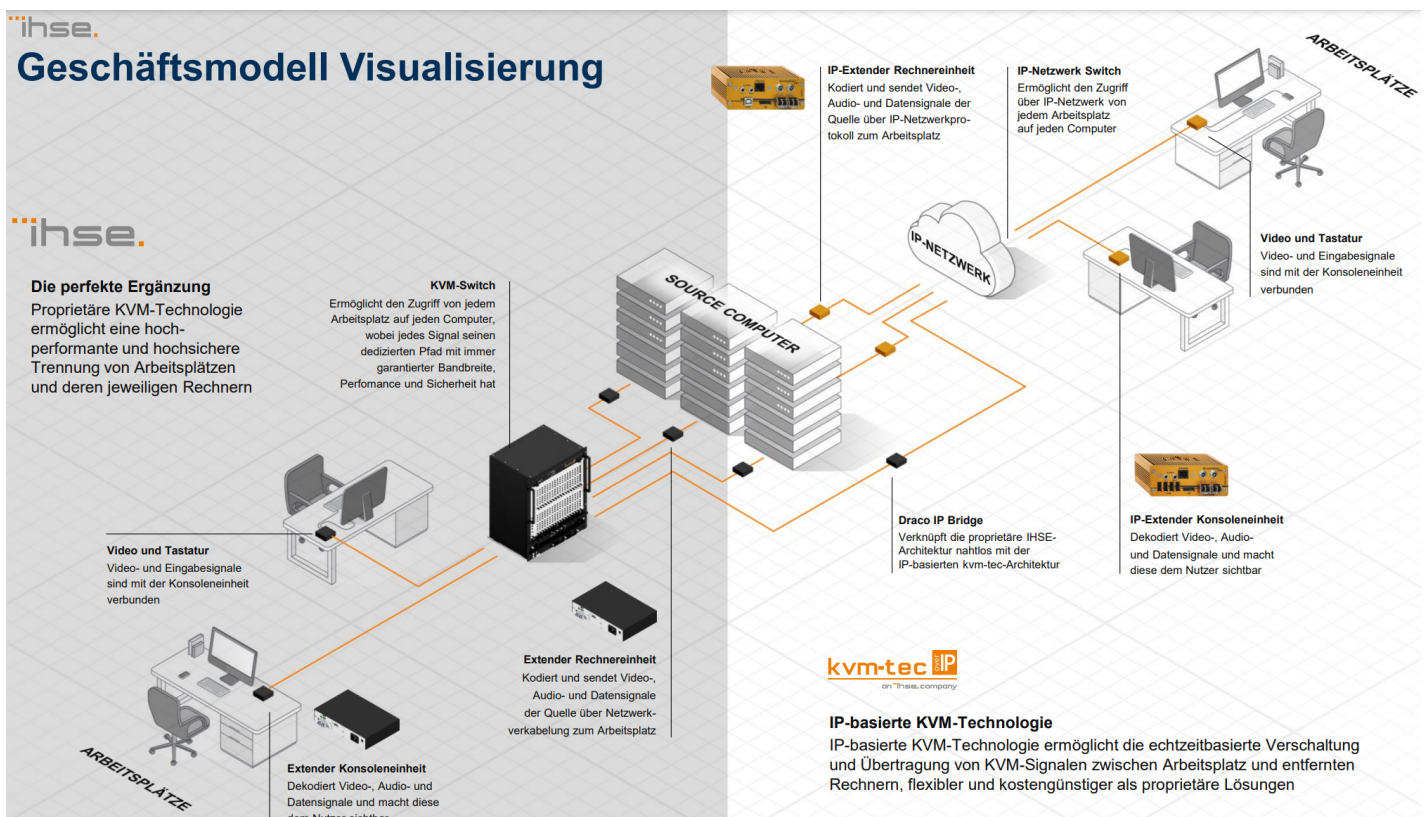 ihse.
Geschäftsmodell Visualisierung
ihse.
Die perfekte Ergänzung
Proprietäre KVM-Technologie
ermöglicht eine hoch-
performante und hochsichere
Trennung von Arbeitsplätzen
und deren jeweiligen Rechnern
KVM-Switch
Ermöglicht den Zugriff von jedem
Arbeitsplatz auf jeden Computer,
wobei jedes Signal seinen
dedizierten Pfad mit immer
garantierter Bandbreite,
Perfomance und Sicherheit hat
Video und Tastatur
Video- und Eingabesignale
sind mit der Konsoleneinheit
verbunden
Extender Rechnereinheit
Kodiert und sendet Video-,
Audio- und Datensignale
der Quelle über Netzwerk-
verkabelung zum Arbeitsplatz
ARBEITSPLÄTZE
Extender Konsoleneinheit
Dekodiert Video-, Audio- und
Datensignale und macht diese
dem Nutzer sichtbar
SOURCE COMPUTER
IP-Extender Rechnereinheit
Kodiert und sendet Video-,
Audio- und Datensignale der
Quelle über IP-Netzwerkpro-
tokoll zum Arbeitsplatz
IP-Netzwerk Switch
Ermöglicht den Zugriff
über IP-Netzwerk von
jedem Arbeitsplatz
auf jeden Computer
ARBEITSPLÄTZE
IP-NETZWERK
Video und Tastatur
Video- und Eingabesignale
sind mit der Konsoleneinheit
verbunden
Draco IP Bridge
Verknüpft die proprietäre IHSE-
Architektur nahtlos mit der
IP-basierten kvm-tec-Architektur
IP-Extender Konsoleneinheit
Dekodiert Video-, Audio-
und Datensignale und macht
diese dem Nutzer sichtbar
kvm-tec over IP
an ihse. company
IP-basierte KVM-Technologie
IP-basierte KVM-Technologie ermöglicht die echtzeitbasierte Verschaltung
und Übertragung von KVM-Signalen zwischen Arbeitsplatz und entfernten
Rechnern, flexibler und kostengünstiger als proprietäre Lösungen